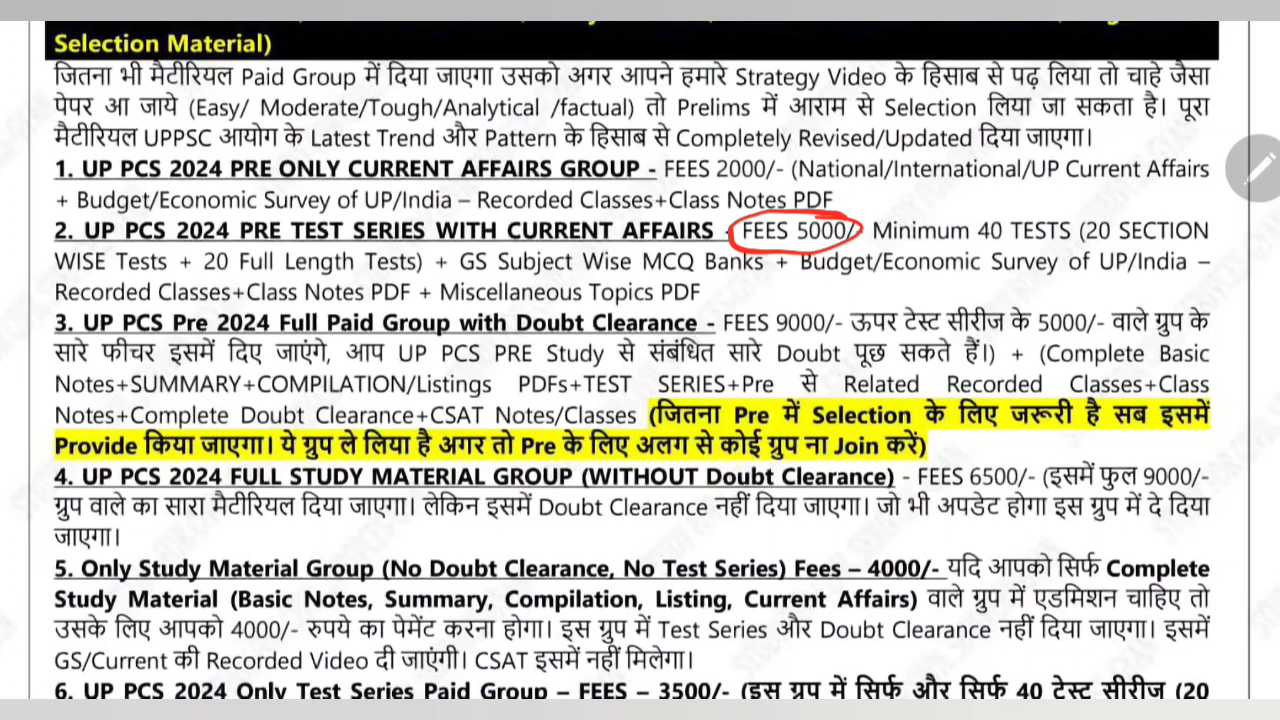 Selection Material)
जितना भी मैटीरियल Paid Group में दिया जाएगा उसको अगर आपने हमारे Strategy Video के हिसाब से पढ़ लिया तो चाहे जैसा
पेपर आ जाये (Easy/ Moderate/Tough/Analytical /factual) तो Prelims में आराम से Selection लिया जा सकता है। पूरा
मैटीरियल UPPSC आयोग के Latest Trend और Pattern के हिसाब से Completely Revised/Updated दिया जाएगा।
1. UP PCS 2024 PRE ONLY CURRENT AFFAIRS GROUP - FEES 2000/- (National/International/UP Current Affairs
+ Budget/Economic Survey of UP/India – Recorded Classes+Class Notes PDF
2. UP PCS 2024 PRE TEST SERIES WITH CURRENT AFFAIRS - FEES 5000/- Minimum 40 TESTS (20 SECTION
WISE Tests + 20 Full Length Tests) + GS Subject Wise MCQ Banks + Budget/Economic Survey of UP/India –
Recorded Classes+Class Notes PDF + Miscellaneous Topics PDF
3. UP PCS Pre 2024 Full Paid Group with Doubt Clearance - FEES 9000/- ऊपर टेस्ट सीरीज के 5000/- वाले ग्रुप के
सारे फीचर इसमें दिए जाएंगे, आप UP PCS PRE Study से संबंधित सारे Doubt पूछ सकते हैं।) + (Complete Basic
Notes+SUMMARY+COMPILATION/Listings PDFs+TEST SERIES+Pre से Related Recorded Classes+Class
Notes+Complete Doubt Clearance+CSAT Notes/Classes (जितना Pre में Selection के लिए जरूरी है सब इसमें
Provide किया जाएगा। ये ग्रुप ले लिया है अगर तो Pre के लिए अलग से कोई ग्रुप ना Join करें)
4. UP PCS 2024 FULL STUDY MATERIAL GROUP (WITHOUT Doubt Clearance) - FEES 6500/- (इसमें फुल 9000/-
ग्रुप वाले का सारा मैटीरियल दिया जाएगा। लेकिन इसमें Doubt Clearance नहीं दिया जाएगा। जो भी अपडेट होगा इस ग्रुप में दे दिया
जाएगा।
5. Only Study Material Group (No Doubt Clearance, No Test Series) Fees – 4000/- यदि आपको सिर्फ Complete
Study Material (Basic Notes, Summary, Compilation, Listing, Current Affairs) वाले ग्रुप में एडमिशन चाहिए तो
उसके लिए आपको 4000/- रुपये का पेमेंट करना होगा। इस ग्रुप में Test Series और Doubt Clearance नहीं दिया जाएगा। इसमें
GS/Current की Recorded Video दी जाएंगी। CSAT इसमें नहीं मिलेगा।
6. UP PCS 2024 Only Test Series Paid Group – FEES – 3500/- (इस ग्रुप में सिर्फ और सिर्फ 40 टेस्ट सीरीज (20